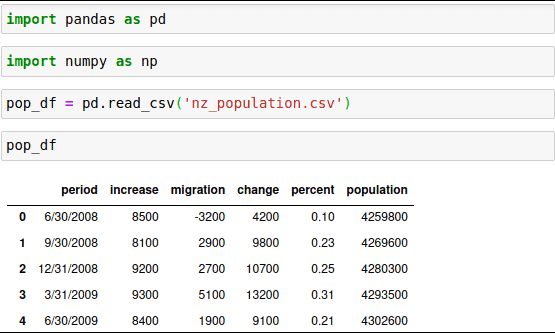 import pandas as pd
import numpy as np
pop_df = pd.read_csv('nz_population.csv')
pop_df
period increase migration change percent population
0 6/30/2008 8500 -3200 4200 0.10 4259800
1 9/30/2008 8100 2900 9800 0.23 4269600
2 12/31/2008 9200 2700 10700 0.25 4280300
3 3/31/2009 9300 5100 13200 0.31 4293500
4 6/30/2009 8400 1900 9100 0.21 4302600